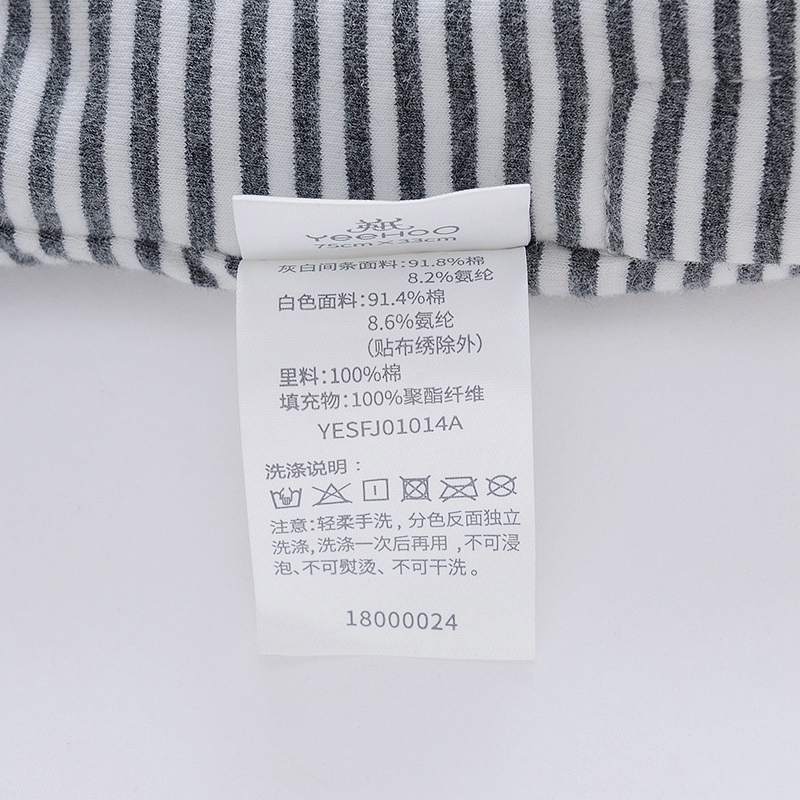 YeeHoO
75cm×33cm
灰白间条面料:91.8%棉
8.2%氨纶
白色面料:91.4%棉
8.6%氨纶
(贴布绣除外)
里料:100%棉
填充物:100%聚酯纤维
YESFJ01014A
洗涤说明:
注意:轻柔手洗,分色反面独立
洗涤,洗涤一次后再用,不可浸
泡、不可熨烫、不可干洗。
18000024